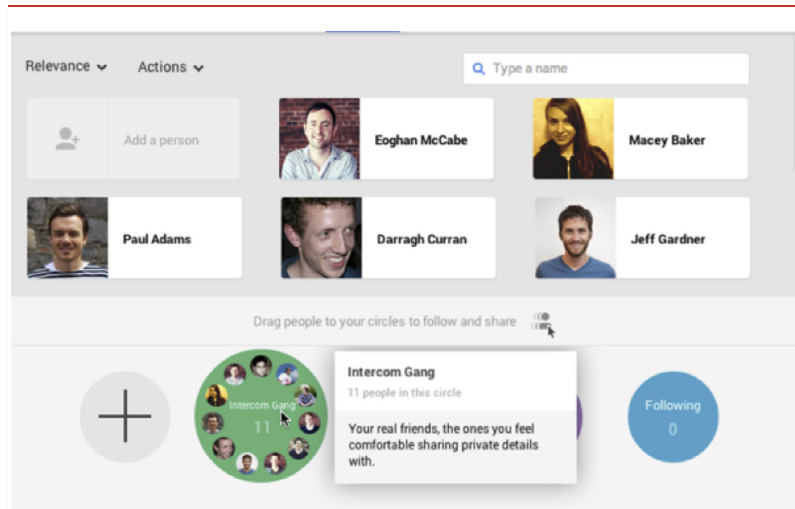 Relevance
Actions
Type a name
Add a person
Eoghan McCabe
Macey Baker
Paul Adams
Darragh Curran
Jeff Gardner
Drag people to your circles to follow and share
Intercom Gang
11
Intercom Gang
11 people in this circle
Your real friends, the ones you feel
comfortable sharing private details
with.
Following
0